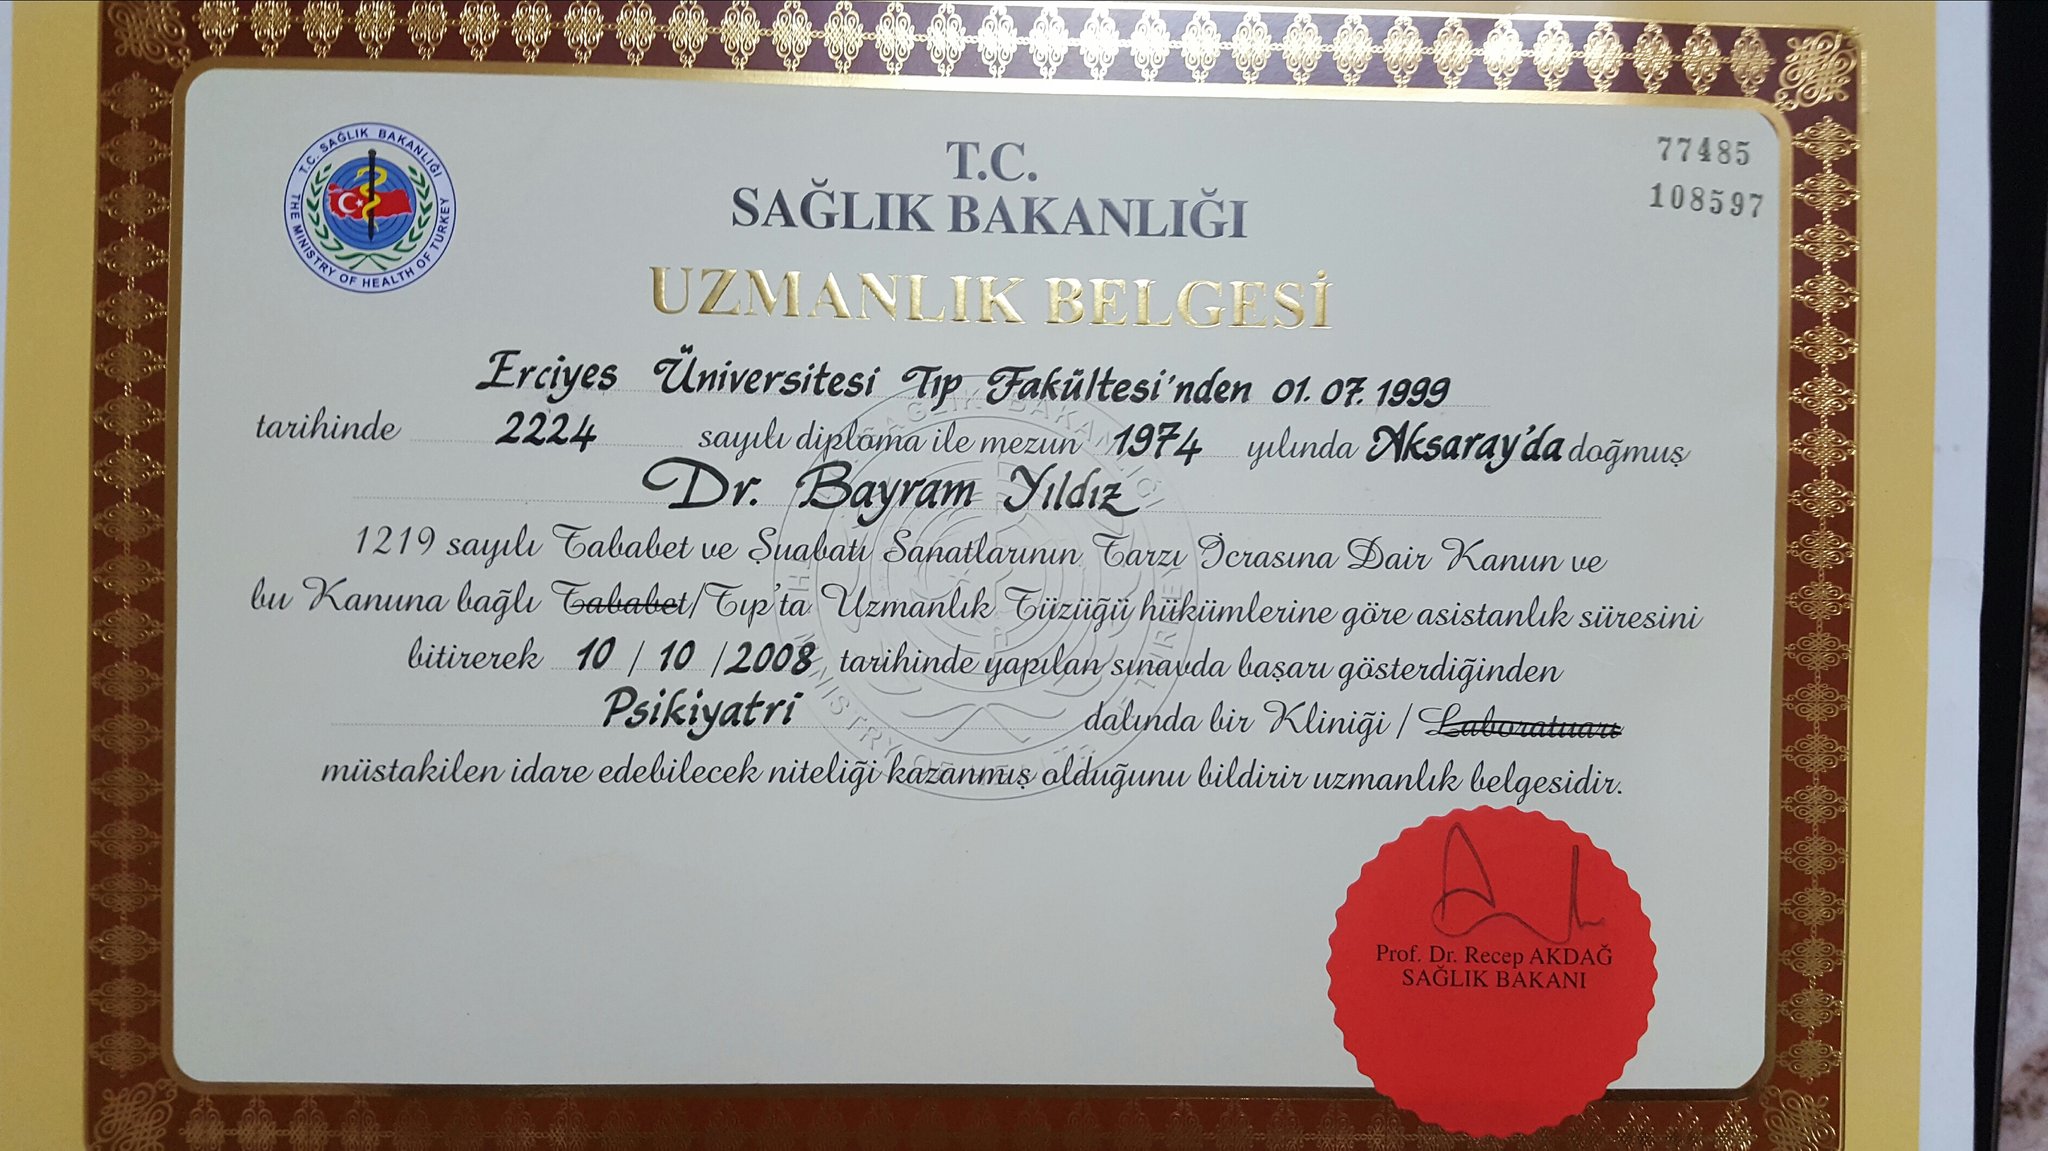 T.C. SAĞLIK BAKANLIĞI
THE MINISTRY OF HEALTH OF TURKEY
77485
108597
T.C.
SAĞLIK BAKANLIĞI
UZMANLIK BELGESİ
Erciyes Üniversitesi Tıp Fakültesi'nden 01.07.1999
tarihinde 2224 sayılı diploma ile mezun 1974 yılında Aksaray'da doğmuş
Dr. Bayram Yıldız
1219 sayılı Tababet ve Şuabatı Sanatlarının Tarzı İcrasına Dair Kanun ve
bu Kanuna bağlı Tababet/Tıp'ta Uzmanlık Tüzüğü hükümlerine göre asistanlık süresini
bitirerek 10 / 10 / 2008 tarihinde yapılan sınavda başarı gösterdiğinden
Psikiyatri dalında bir Kliniği / Laboratuarı
müstakilen idare edebilecek niteliği kazanmış olduğunu bildirir uzmanlık belgesidir.
Prof. Dr. Recep AKDAĞ
SAĞLIK BAKANI